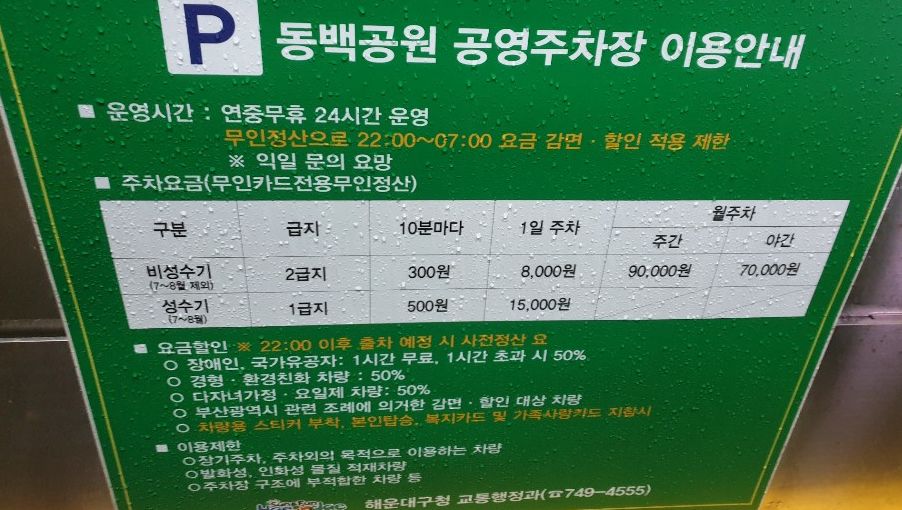 P 동백공원 공영주차장 이용안내
■ 운영시간 : 연중무휴 24시간 운영
무인정산으로 22:00~07:00 요금 감면 · 할인 적용 제한
※ 익일 문의 요망
■ 주차요금(무인카드전용무인정산)
구분 급지 10분마다 1일 주차 월주차
주간 야간
비성수기 2급지 300원 8,000원 90,000원 70,000원
(7~8월 제외)
성수기 1급지 500원 15,000원
(7~8월)
■ 요금할인 ※ 22:00 이후 출차 예정 시 사전정산 요
○ 장애인, 국가유공자: 1시간 무료, 1시간 초과 시 50%
○ 경형 · 환경친화 차량 : 50%
○ 다자녀가정 · 요일제 차량: 50%
○ 부산광역시 관련 조례에 의거한 감면 · 할인 대상 차량
○ 차량용 스티커 부착, 본인탑승, 복지카드 및 가족사랑카드 지참시
■ 이용제한
○장기주차, 주차외의 목적으로 이용하는 차량
○발화성, 인화성 물질 적재차량
○주차장 구조에 부적합한 차량 등
해운대구청 교통행정과(☎749-4555)